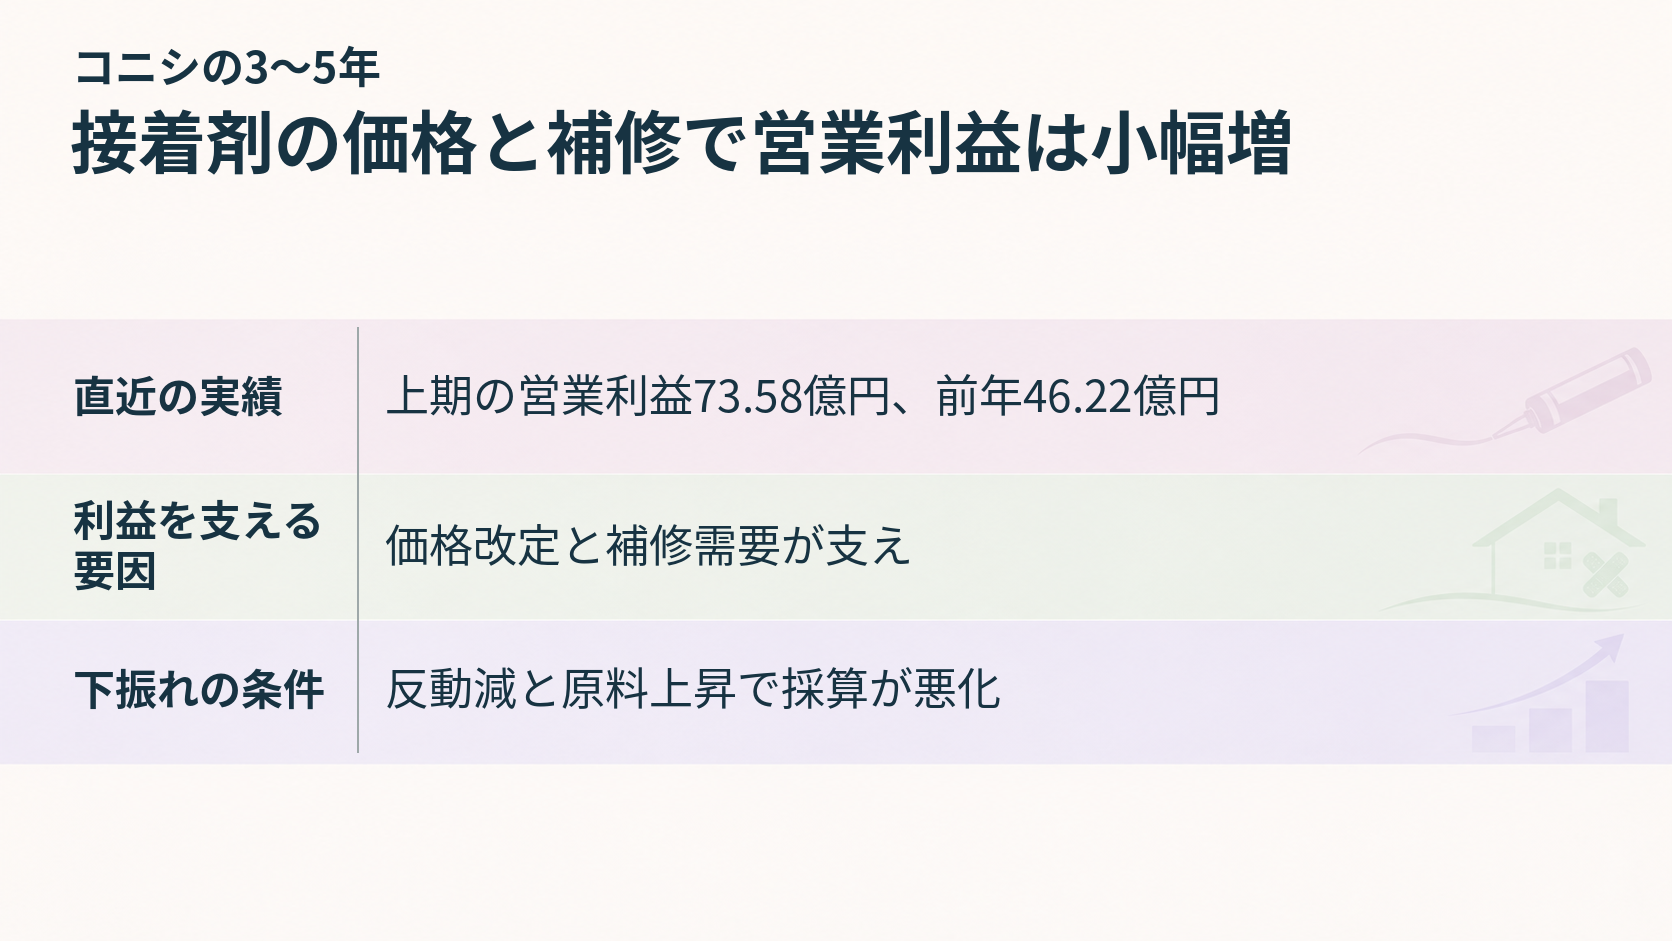 コニシの3〜5年
接着剤の価格と補修で営業利益は小幅増
直近の実績
上期の営業利益73.58億円、前年46.22億円
利益を支える
要因
価格改定と補修需要が支え
下振れの条件
反動減と原料上昇で採算が悪化